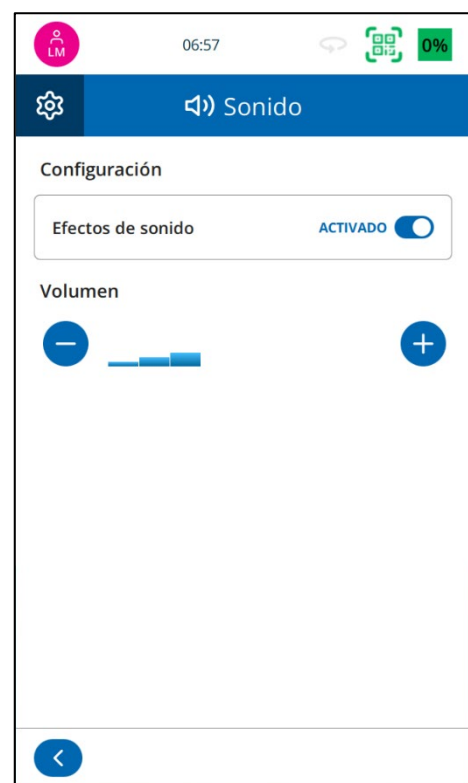 LM
06:57
0%
Sonido
Configuración
Efectos de sonido
ACTIVADO
Volumen